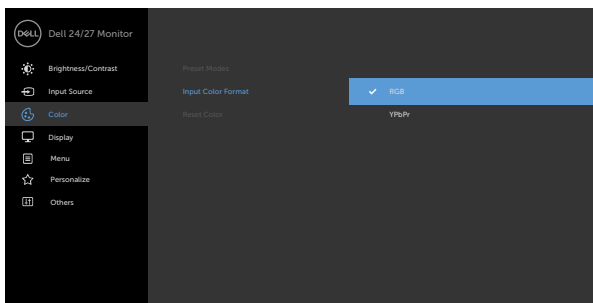 DELL Dell 24/27 Monitor
Brightness/Contrast Preset Modes
Input Source Input Color Format RGB
Color Reset Color YPbPr
Display
Menu
Personalize
Others